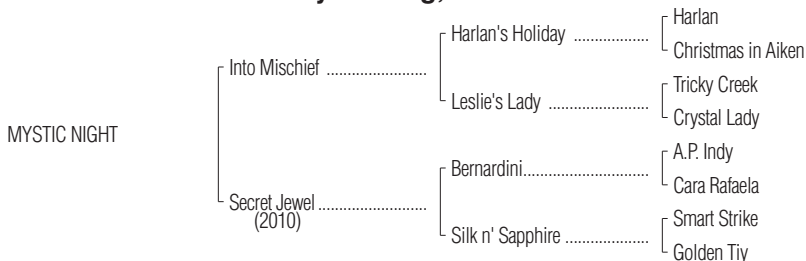 Harlan
Harlan's Holiday
Christmas in Aiken
Into Mischief
Tricky Creek
Leslie's Lady
Crystal Lady
MYSTIC NIGHT
A.P. Indy
Bernardini
Cara Rafaela
Secret Jewel
(2010)
Smart Strike
Silk n' Sapphire
Golden Tiy